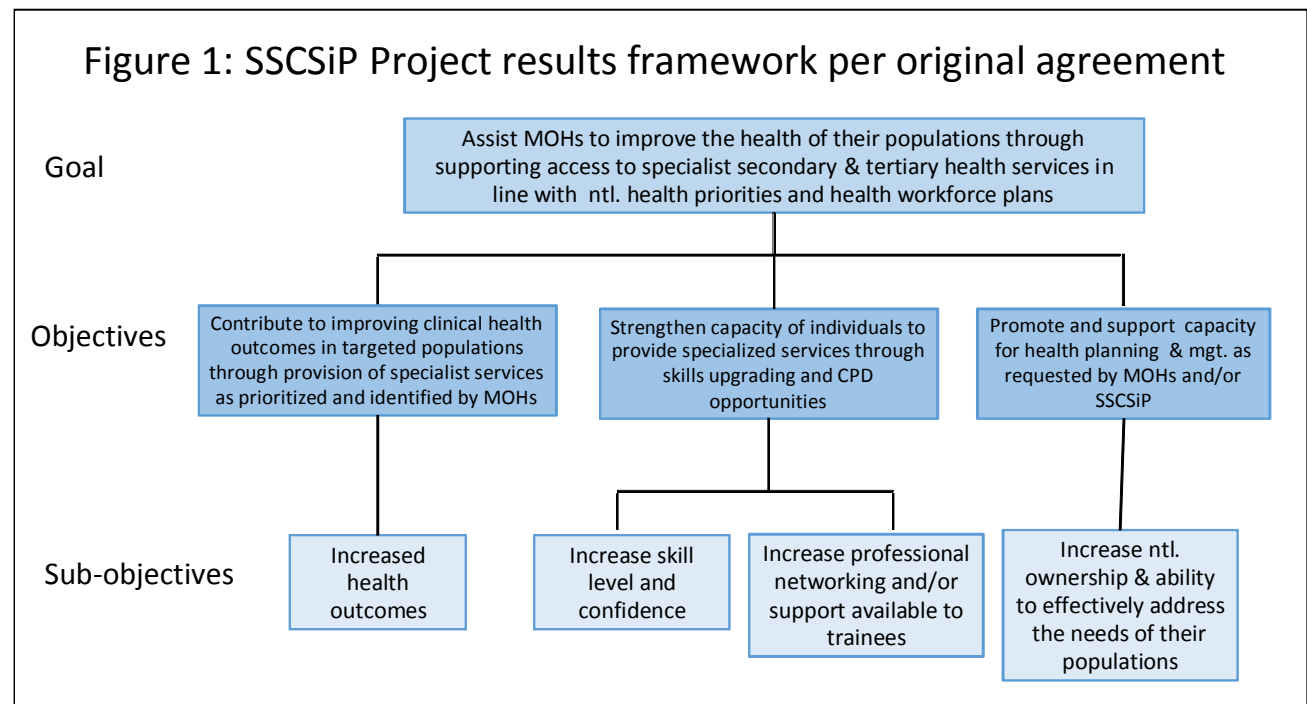 Figure 1: SSCSiP Project results framework per original agreement
Goal
Assist MOHs to improve the health of their populations through
supporting access to specialist secondary & tertiary health services in
line with ntl. health priorities and health workforce plans
Objectives
Contribute to improving clinical health
outcomes in targeted populations
through provision of specialist services
as prioritized and identified by MOHs
Strengthen capacity of individuals to
provide specialized services through
skills upgrading and CPD
opportunities
Promote and support capacity
for health planning & mgt. as
requested by MOHs and/or
SSCSiP
Sub-objectives
Increased
health
outcomes
Increase skill
level and
confidence
Increase professional
networking and/or
support available to
trainees
Increase ntl.
ownership & ability
to effectively address
the needs of their
populations